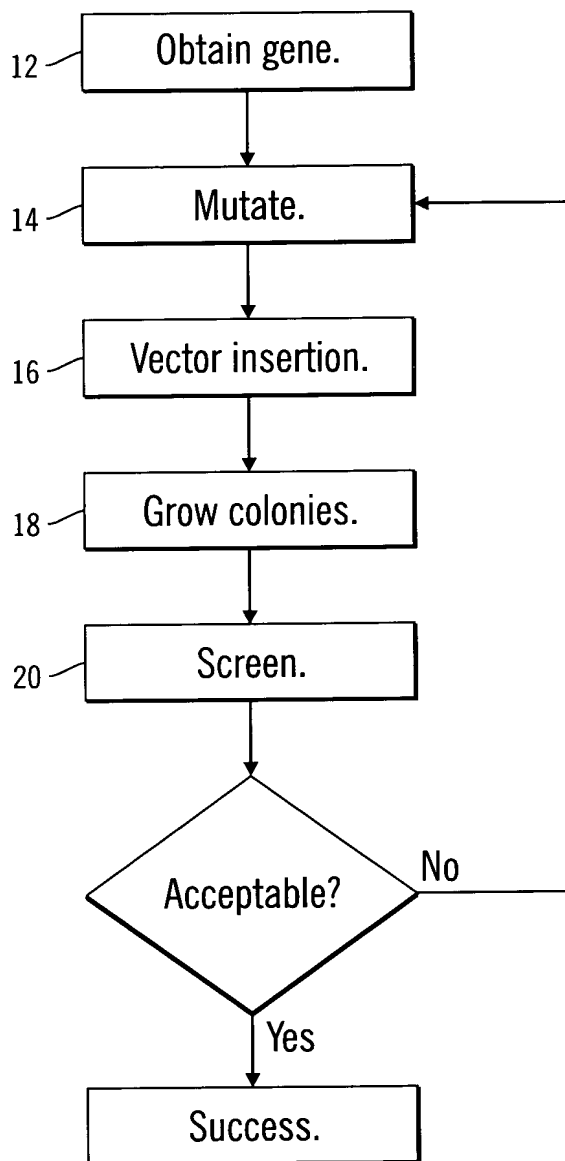 12 Obtain gene.
14 Mutate.
16 Vector insertion.
18 Grow colonies.
20 Screen.
Acceptable?
No
Yes
Success.